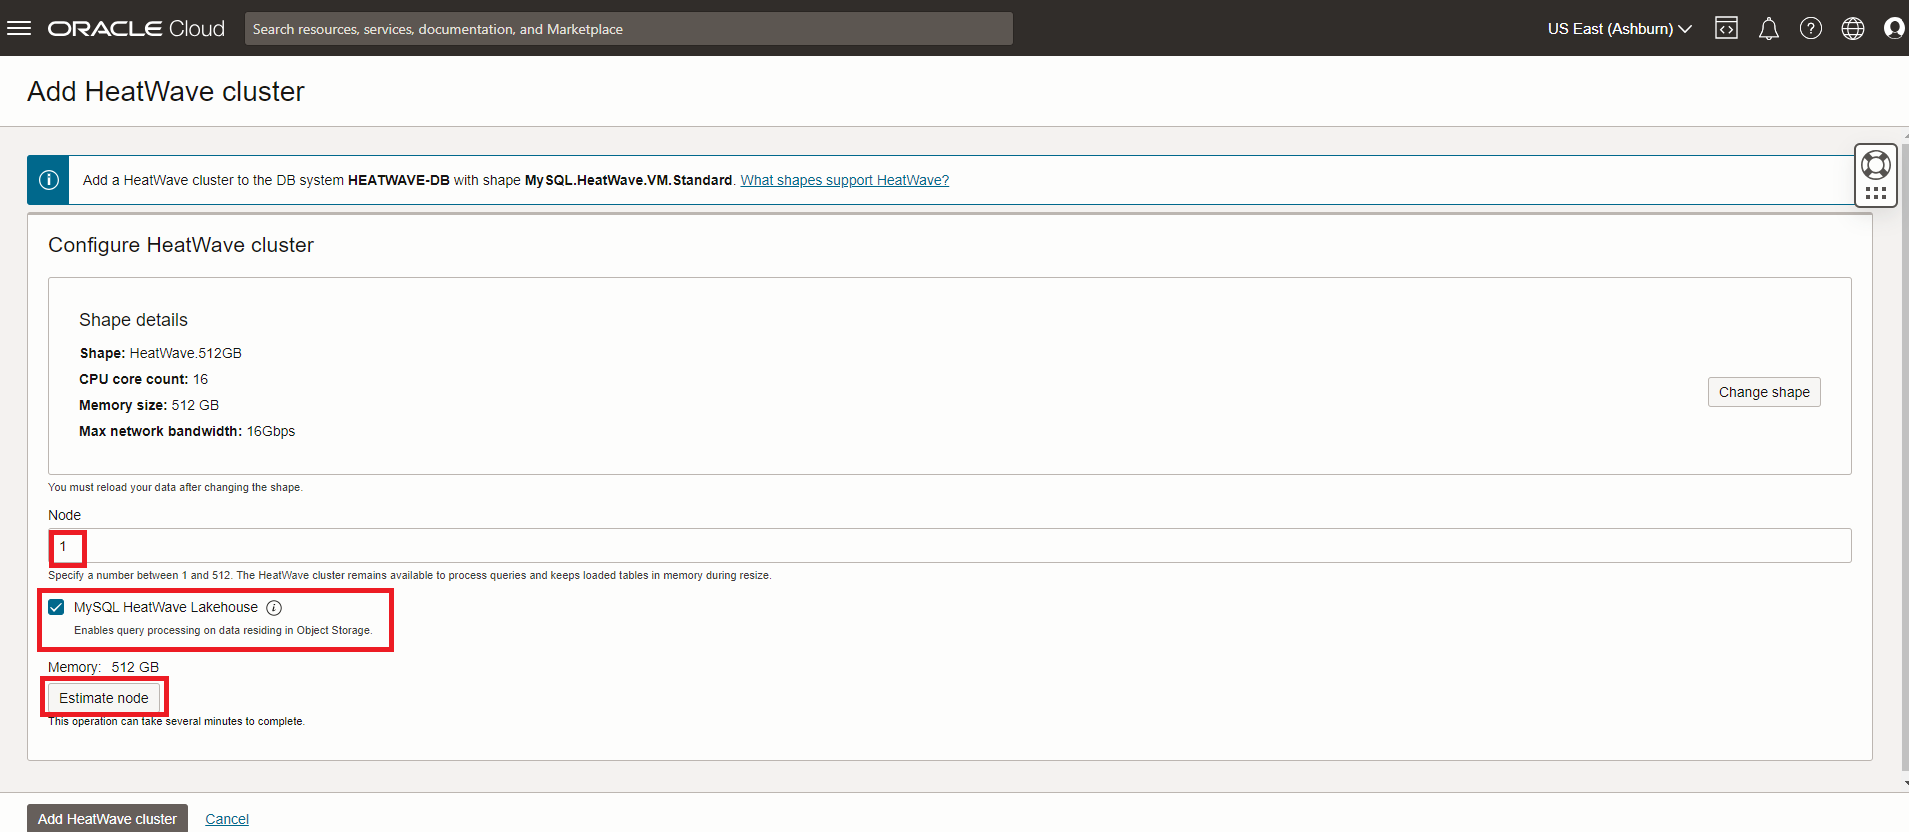 ORACLE Cloud
Search resources, services, documentation, and Marketplace
US East (Ashburn)
Add HeatWave cluster
Add a HeatWave cluster to the DB system HEATWAVE-DB with shape MySQL.HeatWave.VM.Standard. What shapes support HeatWave?
Configure HeatWave cluster
Shape details
Shape: HeatWave.512GB
CPU core count: 16
Memory size: 512 GB
Max network bandwidth: 16Gbps
Change shape
You must reload your data after changing the shape.
Node
1
Specify a number between 1 and 512. The HeatWave cluster remains available to process queries and keeps loaded tables in memory during resize.
MySQL HeatWave Lakehouse
Enables query processing on data residing in Object Storage.
Memory: 512 GB
Estimate node
This operation can take several minutes to complete.
Add HeatWave cluster Cancel